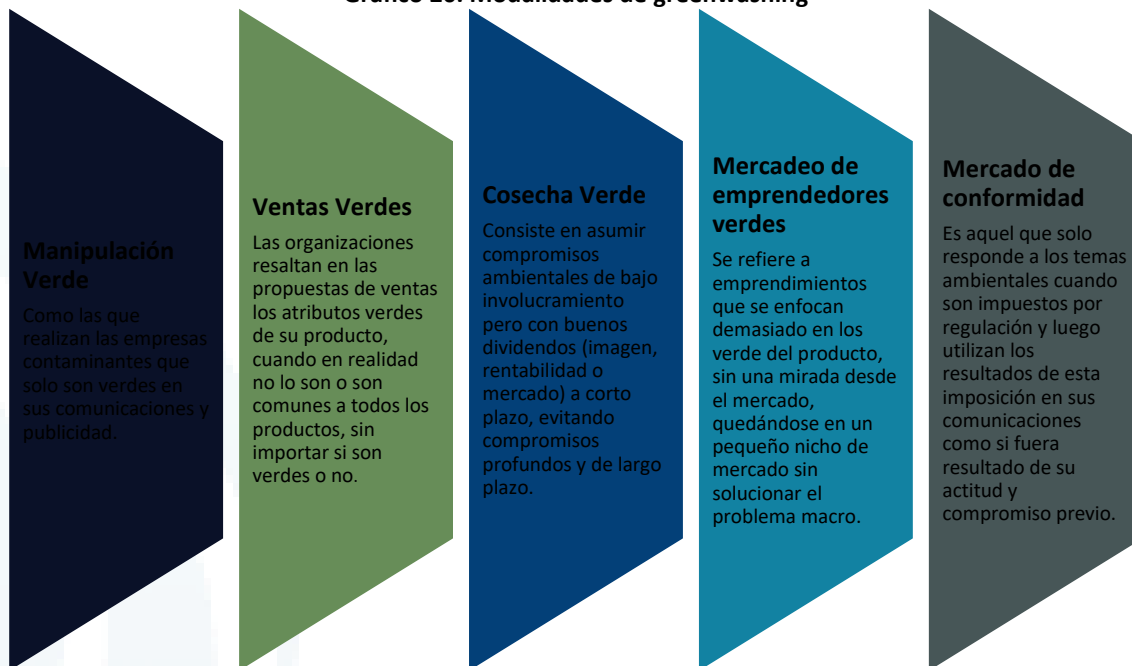 Manipulación
Verde
Como las que
realizan las empresas
contaminantes que
solo son verdes en
sus comunicaciones y
publicidad.
Ventas Verdes
Las organizaciones
resaltan en las
propuestas de ventas
los atributos verdes
de su producto,
cuando en realidad
no lo son o son
comunes a todos los
productos, sin
importar si son
verdes o no.
Cosecha Verde
Consiste en asumir
compromisos
ambientales de bajo
involucramiento
pero con buenos
dividendos (imagen,
rentabilidad o
mercado) a corto
plazo, evitando
compromisos
profundos y de largo
plazo.
Mercadeo de
emprendedores
verdes
Se refiere a
emprendimientos
que se enfocan
demasiado en los
verde del producto,
sin una mirada desde
el mercado,
quedándose en un
pequeño nicho de
mercado sin
solucionar el
problema macro.
Mercado de
conformidad
Es aquel que solo
responde a los temas
ambientales cuando
son impuestos por
regulación y luego
utilizan los
resultados de esta
imposición en sus
comunicaciones
como si fuera
resultado de su
actitud y
compromiso previo.